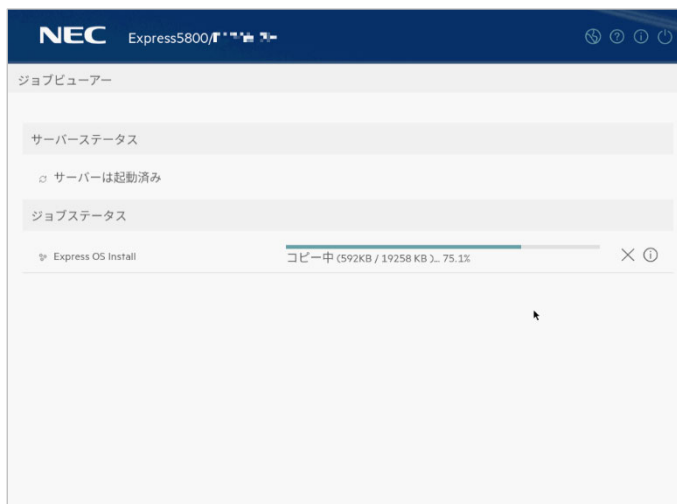 NEC Express5800/
ジョブビューアー
サーバーステータス
サーバーは起動済み
ジョブステータス
Express OS Install
コピー中 (592KB / 19258 KB )... 75.1%